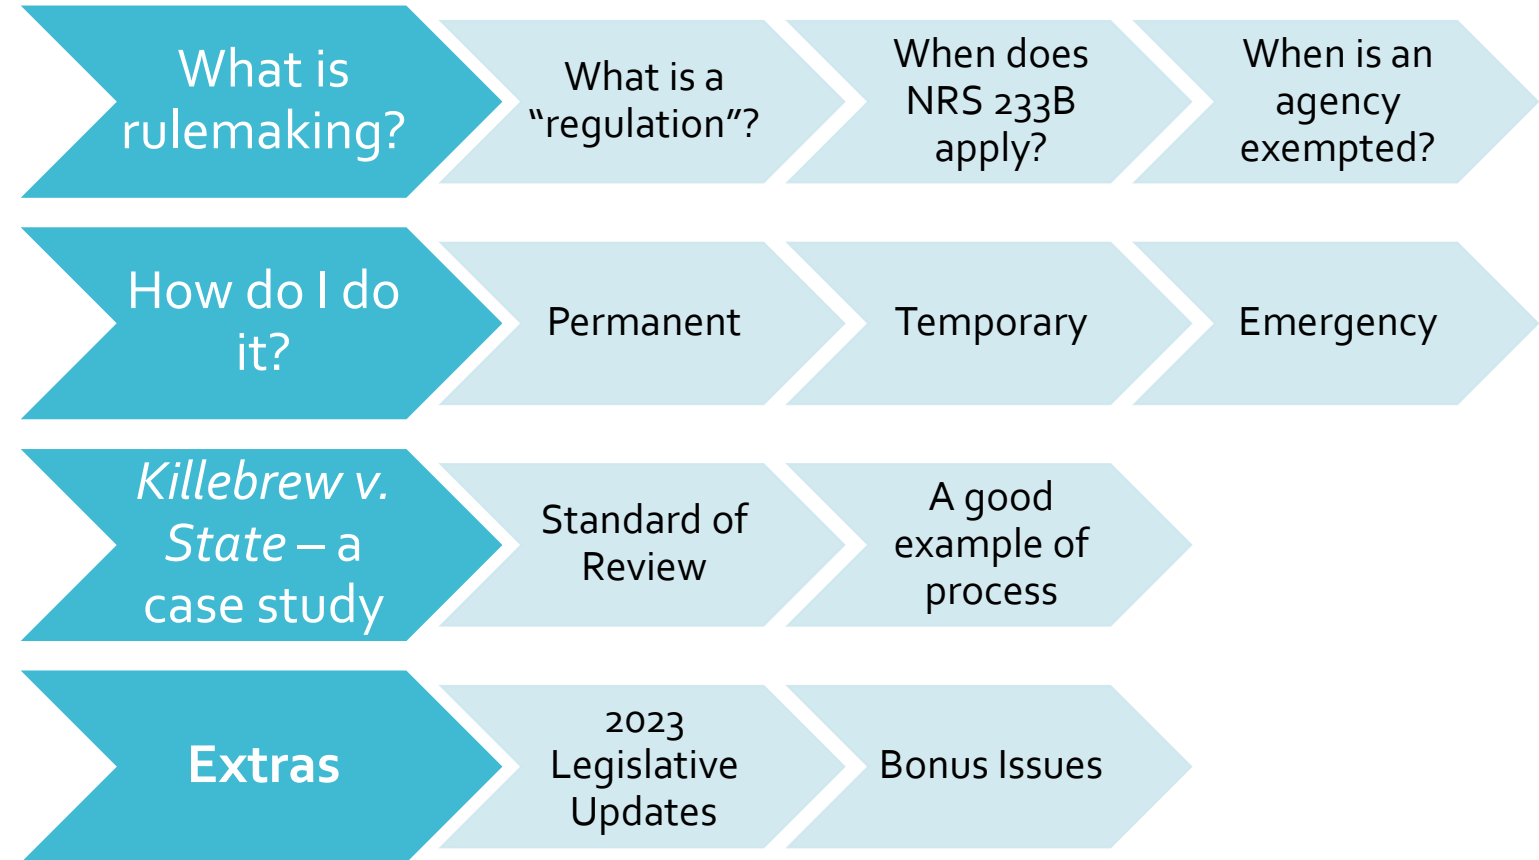 What is
rulemaking?
What is a
“regulation”?
When does
NRS 233B
apply?
When is an
agency
exempted?
How do I do
it?
Permanent
Temporary
Emergency
Killebrew v.
State – a
case study
Standard of
Review
A good
example of
process
Extras
2023
Legislative
Updates
Bonus Issues